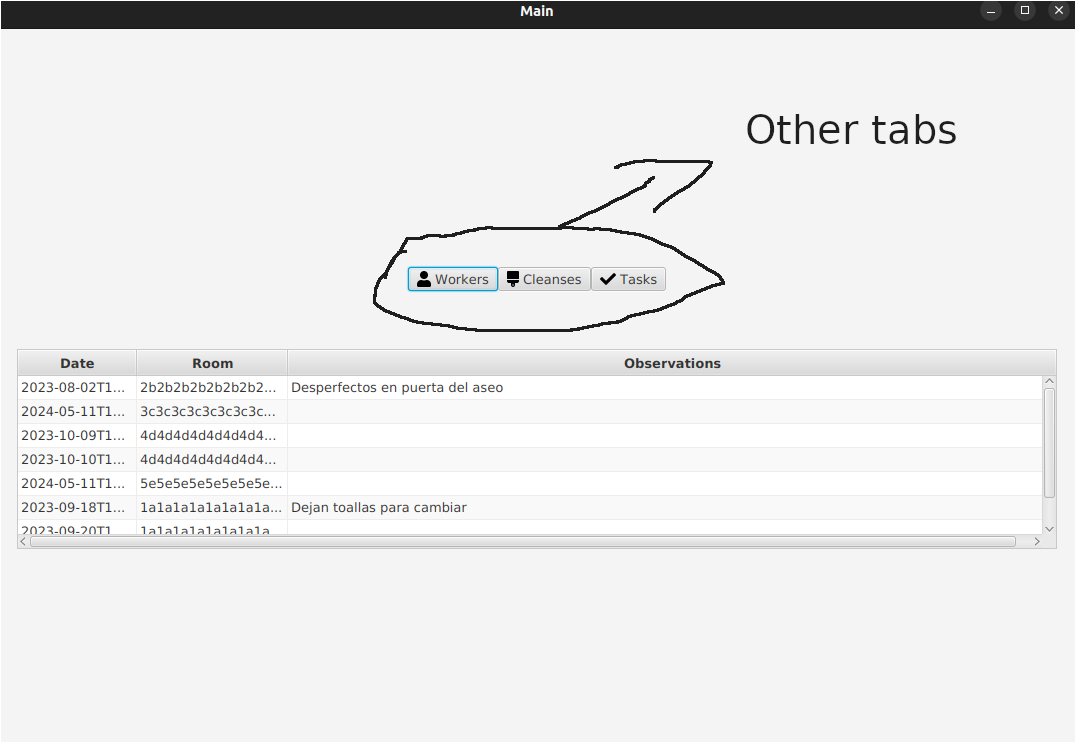 Main
Other tabs
Workers Cleanses Tasks
Date Room Observations
2023-08-02T1... 2b2b2b2b2b2b2b2... Desperfectos en puerta del aseo
2024-05-11T1... 3c3c3c3c3c3c3c3c...
2023-10-09T1... 4d4d4d4d4d4d4d4...
2023-10-10T1... 4d4d4d4d4d4d4d4...
2024-05-11T1... 5e5e5e5e5e5e5e5e...
2023-09-18T1... 1a1a1a1a1a1a1a1a... Dejan toallas para cambiar
2023-09-20T1... 1a1a1a1a1a1a1a1a...